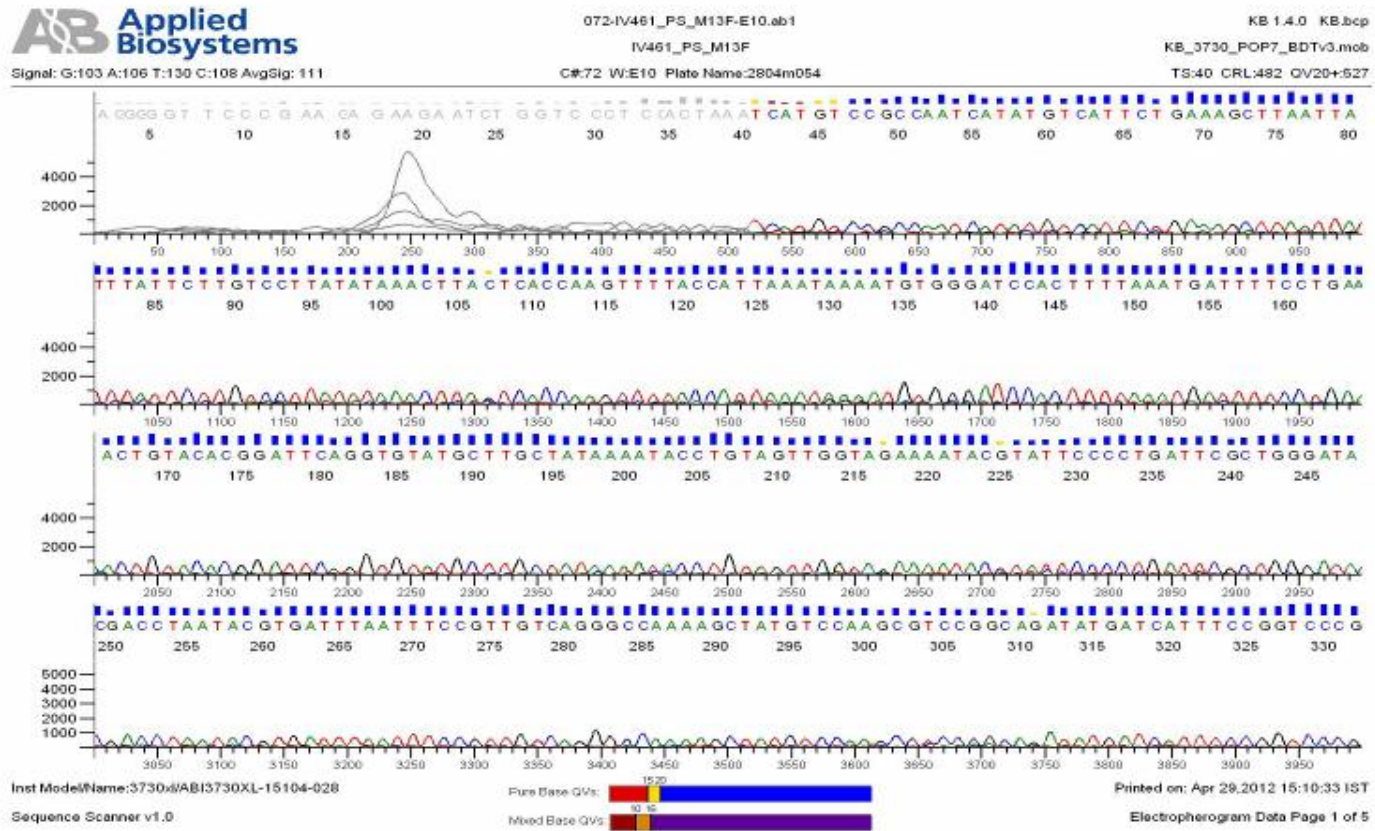 AB Applied Biosystems
072-IV461_PS_M13F-E10.ab1
IV461_PS_M13F
KB 1.4.0 KB.bcp
KB_3730_POP7_BDTv3.mob
Signal: G:103 A:106 T:130 C:108 AvgSig: 111
C#:72 W:E10 Plate Name:2804m054
TS:40 CRL:482 QV20+:527
A GGGG G T T C C C G A A G A G A A G A A T C T G G T C C C T C C A C T A A A T C A T G T C C G C C A A T C A T A T G T C A T T C T G A A A G C T T A A T T A
5 10 15 20 25 30 35 40 45 50 55 60 65 70 75 80
4000
2000
50 100 150 200 250 300 350 400 450 500 550 600 650 700 750 800 850 900 950
T T T A T T C T T G T C C T T A T A T A A A C T T A C T C A C C A A G T T T T A C C A T T A A A T A A A A T G T G G G A T C C A C T T T T A A A T G A T T T T C C T G A A
85 90 95 100 105 110 115 120 125 130 135 140 145 150 155 160
4000
2000
1050 1100 1150 1200 1250 1300 1350 1400 1450 1500 1550 1600 1650 1700 1750 1800 1850 1900 1950
A C T G T A C A C G G A T T C A G G T G T A T G C T T G C T A T A A A A T A C C T G T A G T T G G T A G A A A A T A C G T A T T C C C C T G A T T C G C T G G G A T A
170 175 180 185 190 195 200 205 210 215 220 225 230 235 240 245
4000
2000
2050 2100 2150 2200 2250 2300 2350 2400 2450 2500 2550 2600 2650 2700 2750 2800 2850 2900 2950
C G A C C T A A T A C G T G A T T T A A T T T C C G T T G T C A G G G C C A A A A G C T A T G T C C A A G C G T C C G G C A G A T A T G A T C A T T T C C G G T C C C G
250 255 260 265 270 275 280 285 290 295 300 305 310 315 320 325 330
5000
4000
3000
2000
1000
3050 3100 3150 3200 3250 3300 3350 3400 3450 3500 3550 3600 3650 3700 3750 3800 3850 3900 3950
Inst Model/Name:3730xl/ABI3730XL-15104-028
Pure Base QVs: 15 20
Printed on: Apr 29,2012 15:10:33 IST
Sequence Scanner v1.0
Mixed Base QVs: 10 15
Electropherogram Data Page 1 of 5